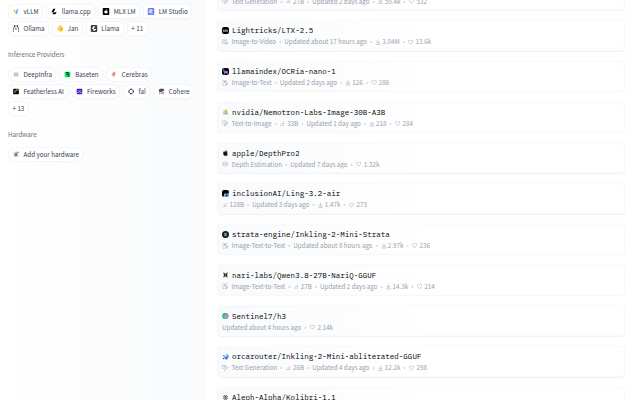 vLLM llama.cpp MLX LM LM Studio
Ollama Jan Llama + 11
Inference Providers
DeepInfra Baseten Cerebras
Featherless AI Fireworks fal Cohere
+ 13
Hardware
Add your hardware
Lightricks/LTX-2.5
Image-to-Video • Updated about 17 hours ago • 3.04M • 13.6k
llamaindex/OCRia-nano-1
Image-to-Text • Updated 2 days ago • 126 • 288
nvidia/Nemotron-Labs-Image-30B-A3B
Text-to-Image • 33B • Updated 1 day ago • 233 • 284
apple/DepthPro2
Depth Estimation • Updated 7 days ago • 1.32k
inclusionAI/Ling-3.2-air
128B • Updated 3 days ago • 1.47k • 273
strata-engine/Inkling-2-Mini-Strata
Image-Text-to-Text • Updated about 8 hours ago • 2.97k • 236
nari-labs/Qwen3.8-27B-NariQ-GGUF
Image-Text-to-Text • 27B • Updated 2 days ago • 14.3k • 214
Sentinel7/h3
Updated about 4 hours ago • 2.14k
orcarouter/Inkling-2-Mini-abliterated-GGUF
Text Generation • 26B • Updated 4 days ago • 12.2k • 298
Aleph-Alpha/Kolibri-1.1